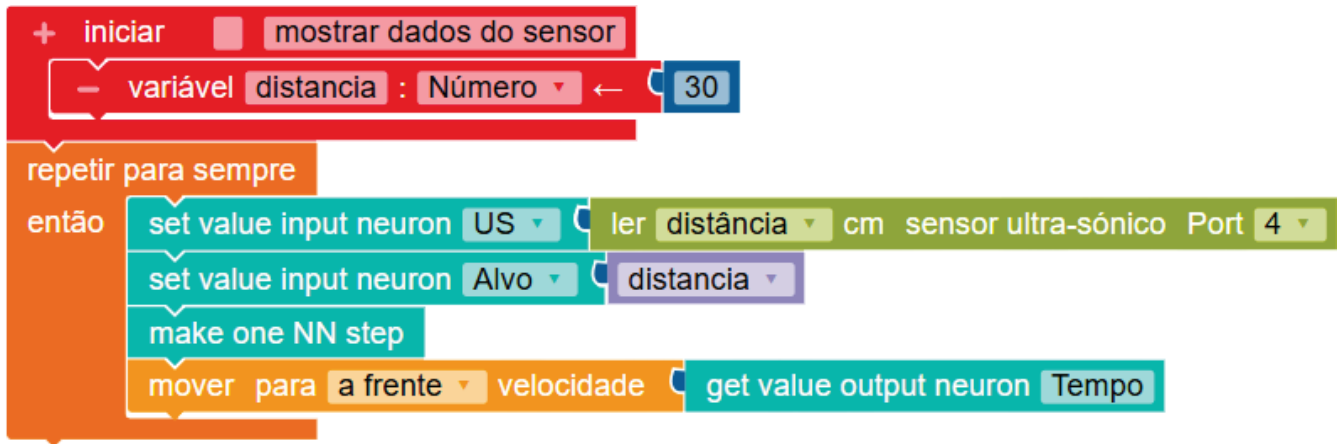 + iniciar mostrar dados do sensor
− variável distancia : Número ← 30
repetir para sempre
então set value input neuron US ler distância cm sensor ultra-sónico Port 4
set value input neuron Alvo distancia
make one NN step
mover para a frente velocidade get value output neuron Tempo